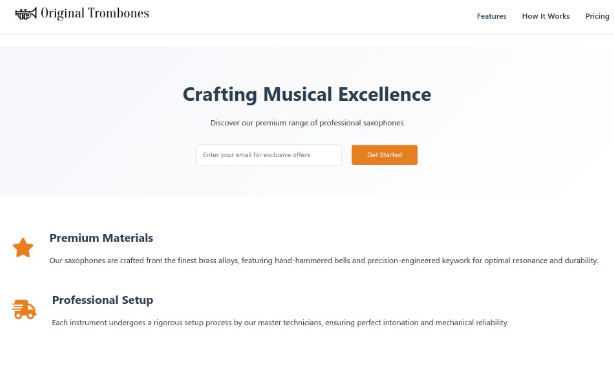 Original Trombones
Features How It Works Pricing
Crafting Musical Excellence
Discover our premium range of professional saxophones
Enter your email for exclusive offers
Get Started
Premium Materials
Our saxophones are crafted from the finest brass alloys, featuring hand-hammered bells and precision-engineered keywork for optimal resonance and durability.
Professional Setup
Each instrument undergoes a rigorous setup process by our master technicians, ensuring perfect intonation and mechanical reliability.